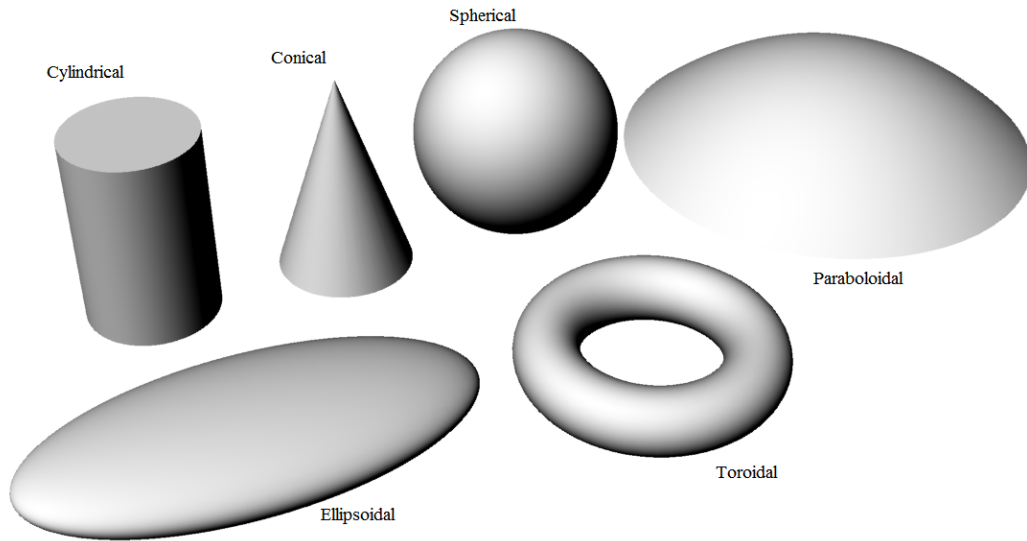 Spherical
Conical
Cylindrical
Paraboloidal
Toroidal
Ellipsoidal